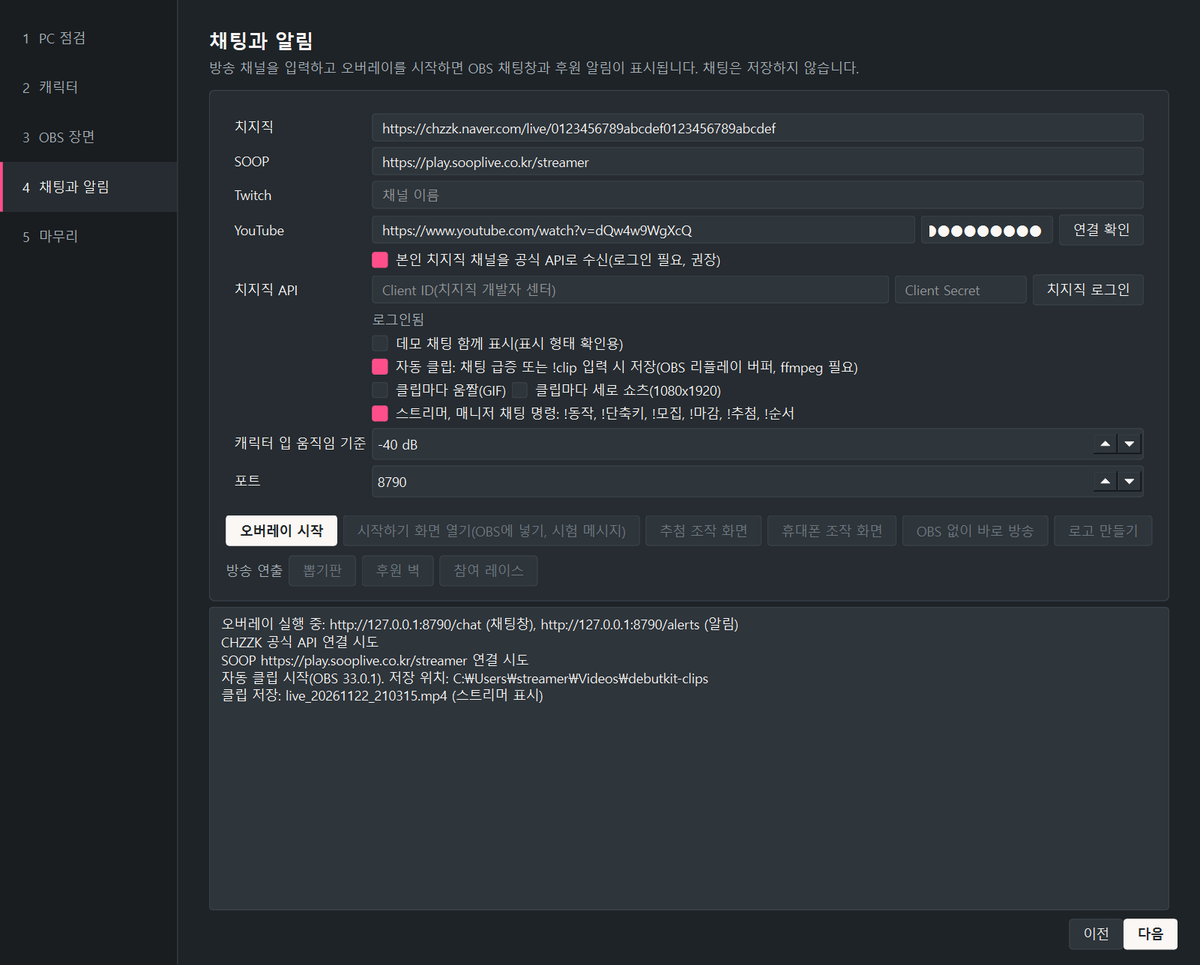 1 PC 점검
2 캐릭터
3 OBS 장면
4 채팅과 알림
5 마무리
채팅과 알림
방송 채널을 입력하고 오버레이를 시작하면 OBS 채팅창과 후원 알림이 표시됩니다. 채팅은 저장하지 않습니다.
치지직 https://chzzk.naver.com/live/0123456789abcdef0123456789abcdef
SOOP https://play.sooplive.co.kr/streamer
Twitch 채널 이름
YouTube https://www.youtube.com/watch?v=dQw4w9WgXcQ ●●●●●●●●● 연결 확인
본인 치지직 채널을 공식 API로 수신(로그인 필요, 권장)
치지직 API Client ID(치지직 개발자 센터) Client Secret 치지직 로그인
로그인됨
데모 채팅 함께 표시(표시 형태 확인용)
자동 클립: 채팅 급증 또는 !clip 입력 시 저장(OBS 리플레이 버퍼, ffmpeg 필요)
클립마다 움짤(GIF) 클립마다 세로 쇼츠(1080x1920)
스트리머, 매니저 채팅 명령: !동작, !단축키, !모집, !마감, !추첨, !순서
캐릭터 입 움직임 기준 -40 dB
포트 8790
오버레이 시작 시작하기 화면 열기(OBS에 넣기, 시험 메시지) 추첨 조작 화면 휴대폰 조작 화면 OBS 없이 바로 방송 로고 만들기
방송 연출 뽑기판 후원 벽 참여 레이스
오버레이 실행 중: http://127.0.0.1:8790/chat (채팅창), http://127.0.0.1:8790/alerts (알림)
CHZZK 공식 API 연결 시도
SOOP https://play.sooplive.co.kr/streamer 연결 시도
자동 클립 시작(OBS 33.0.1). 저장 위치: C:₩Users₩streamer₩Videos₩debutkit-clips
클립 저장: live_20261122_210315.mp4 (스트리머 표시)
이전 다음